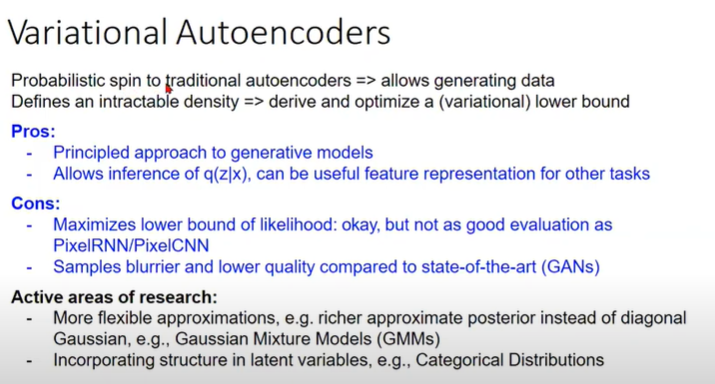 Variational Autoencoders
Probabilistic spin to traditional autoencoders => allows generating data
Defines an intractable density => derive and optimize a (variational) lower bound
Pros:
- Principled approach to generative models
- Allows inference of q(z|x), can be useful feature representation for other tasks
Cons:
- Maximizes lower bound of likelihood: okay, but not as good evaluation as
PixelRNN/PixelCNN
- Samples blurrier and lower quality compared to state-of-the-art (GANs)
Active areas of research:
- More flexible approximations, e.g. richer approximate posterior instead of diagonal
Gaussian, e.g., Gaussian Mixture Models (GMMs)
- Incorporating structure in latent variables, e.g., Categorical Distributions